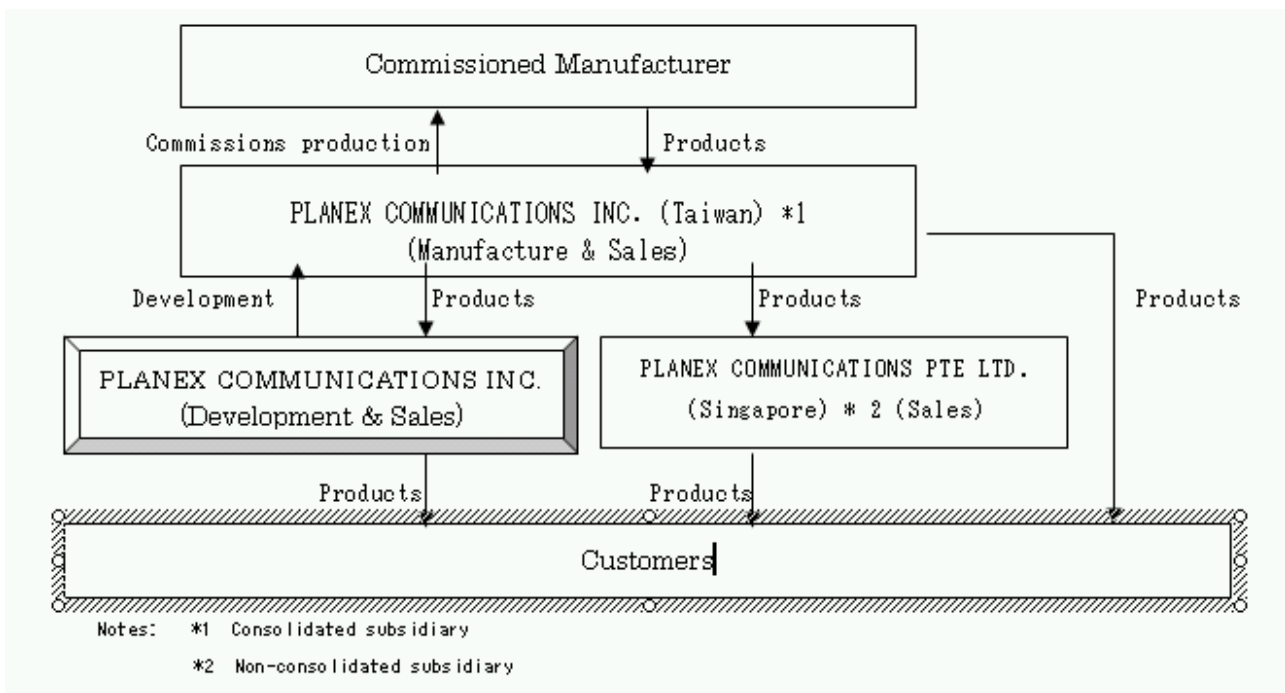 Commissioned Manufacturer
Commissions production
Products
PLANEX COMMUNICATIONS INC. (Taiwan) *1
(Manufacture & Sales)
Development
Products
Products
Products
PLANEX COMMUNICATIONS INC.
(Development & Sales)
PLANEX COMMUNICATIONS PTE LTD.
(Singapore) * 2 (Sales)
Products
Products
Customers
Notes: *1 Consolidated subsidiary
*2 Non-consolidated subsidiary